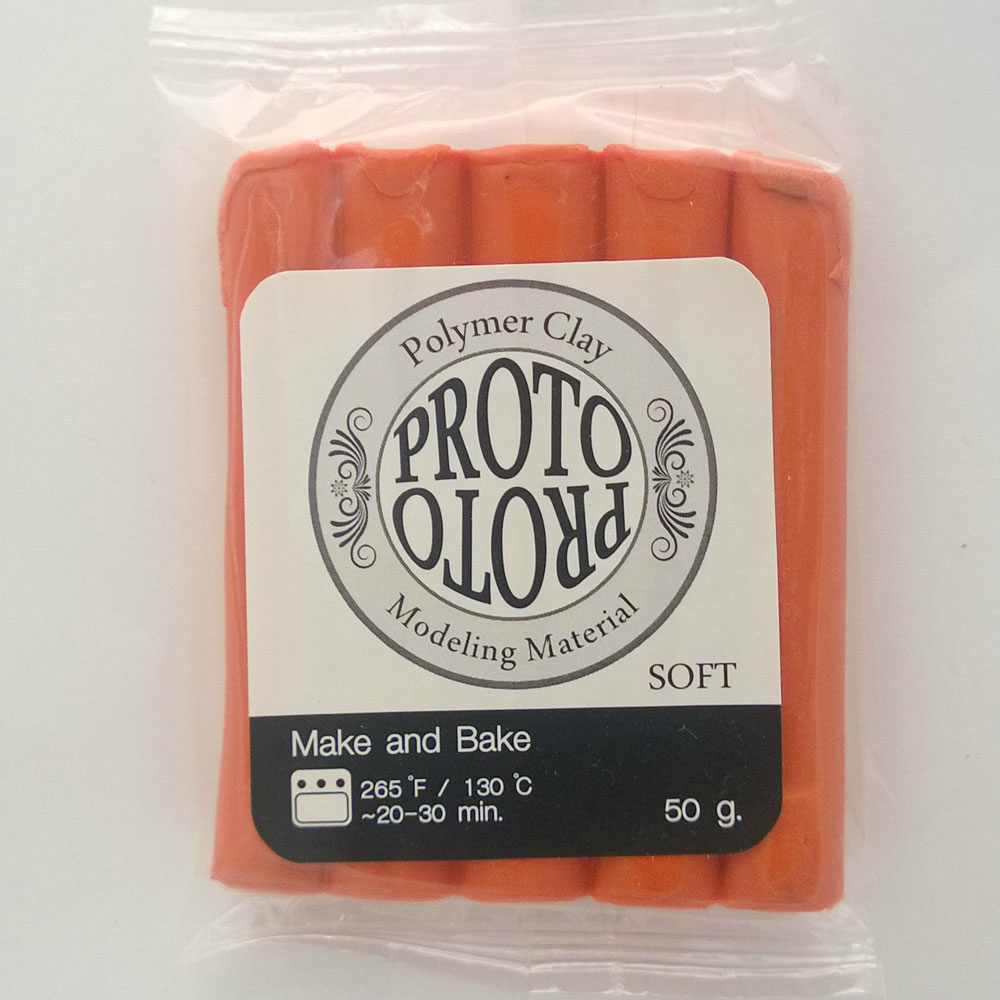 Polymer Clay
PROTO
PROTO
Modeling Material
SOFT
Make and Bake
265 °F / 130 °C
~20-30 min.
50 g.